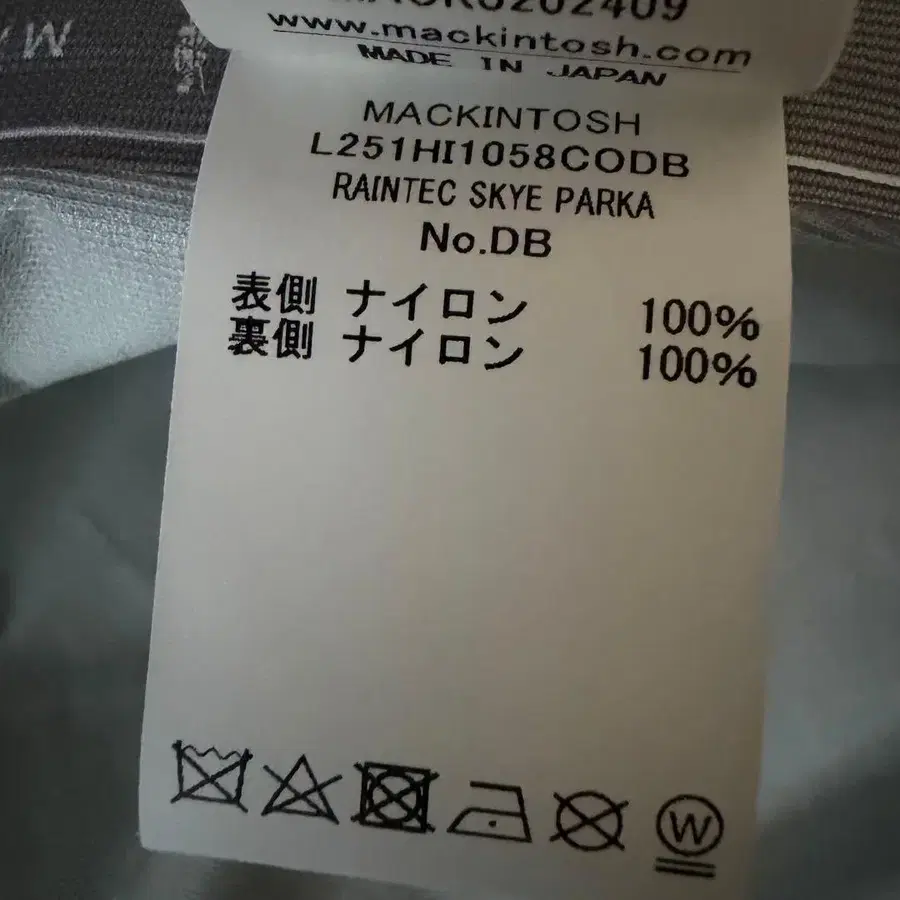 www.mackintosh.com
MADE IN JAPAN
MACKINTOSH
L251HI1058CODB
RAINTEC SKYE PARKA
No.DB
表側 ナイロン 100%
裏側 ナイロン 100%
W